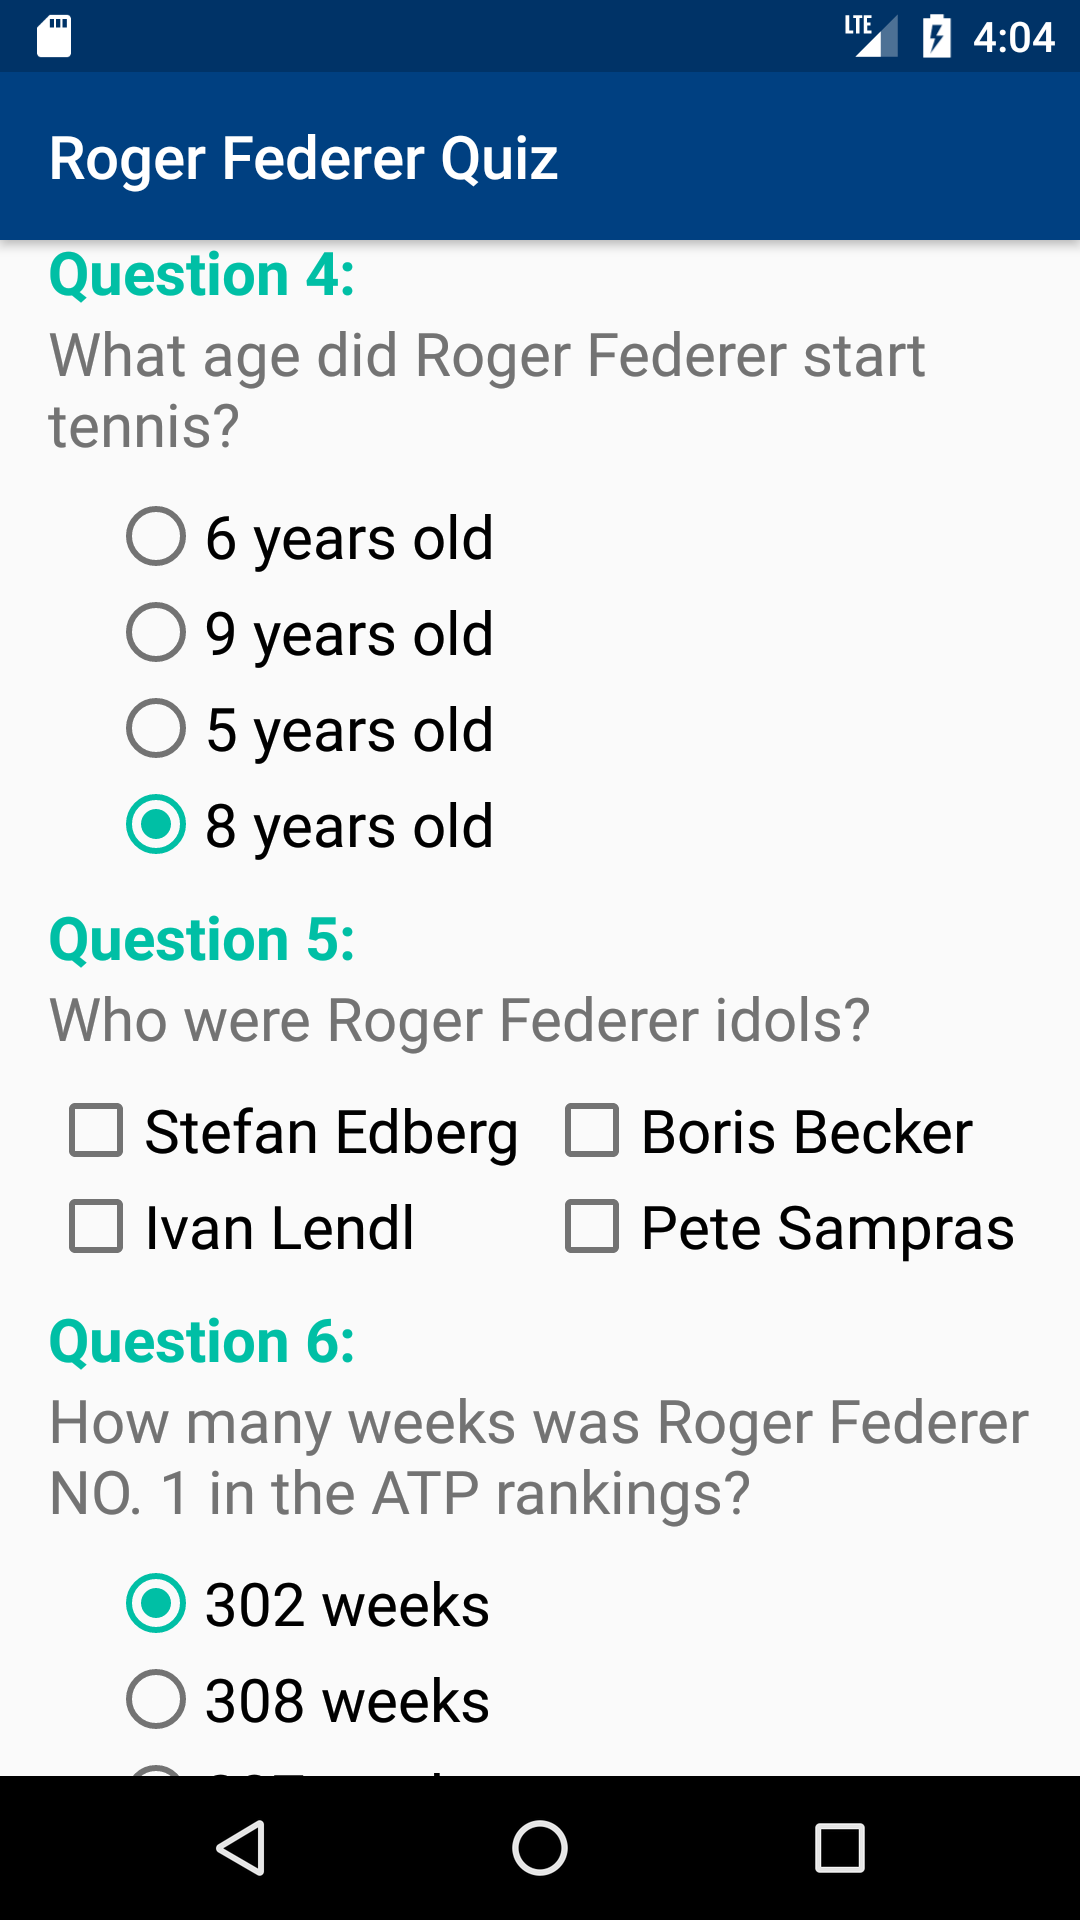 LTE 4:04
Roger Federer Quiz
Question 4:
What age did Roger Federer start
tennis?
6 years old
9 years old
5 years old
8 years old
Question 5:
Who were Roger Federer idols?
Stefan Edberg Boris Becker
Ivan Lendl Pete Sampras
Question 6:
How many weeks was Roger Federer
NO. 1 in the ATP rankings?
302 weeks
308 weeks